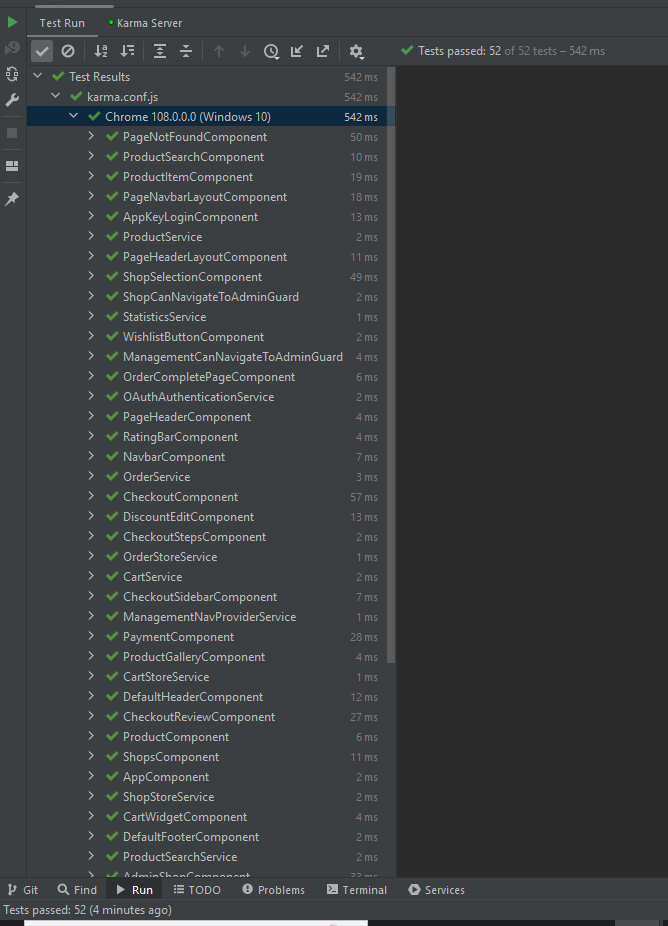 Test Run Karma Server
Tests passed: 52 of 52 tests – 542 ms
Test Results 542 ms
karma.conf.js 542 ms
Chrome 108.0.0.0 (Windows 10) 542 ms
PageNotFoundComponent 50 ms
ProductSearchComponent 10 ms
ProductItemComponent 19 ms
PageNavbarLayoutComponent 18 ms
AppKeyLoginComponent 13 ms
ProductService 2 ms
PageHeaderLayoutComponent 11 ms
ShopSelectionComponent 49 ms
ShopCanNavigateToAdminGuard 2 ms
StatisticsService 1 ms
WishlistButtonComponent 2 ms
ManagementCanNavigateToAdminGuard 4 ms
OrderCompletePageComponent 6 ms
OAuthAuthenticationService 2 ms
PageHeaderComponent 4 ms
RatingBarComponent 4 ms
NavbarComponent 7 ms
OrderService 3 ms
CheckoutComponent 57 ms
DiscountEditComponent 13 ms
CheckoutStepsComponent 2 ms
OrderStoreService 1 ms
CartService 2 ms
CheckoutSidebarComponent 7 ms
ManagementNavProviderService 1 ms
PaymentComponent 28 ms
ProductGalleryComponent 4 ms
CartStoreService 1 ms
DefaultHeaderComponent 12 ms
CheckoutReviewComponent 27 ms
ProductComponent 6 ms
ShopsComponent 11 ms
AppComponent 2 ms
ShopStoreService 2 ms
CartWidgetComponent 4 ms
DefaultFooterComponent 2 ms
ProductSearchService 2 ms
AdminShopComponent 33 ms
Git Find Run TODO Problems Terminal Services
Tests passed: 52 (4 minutes ago)